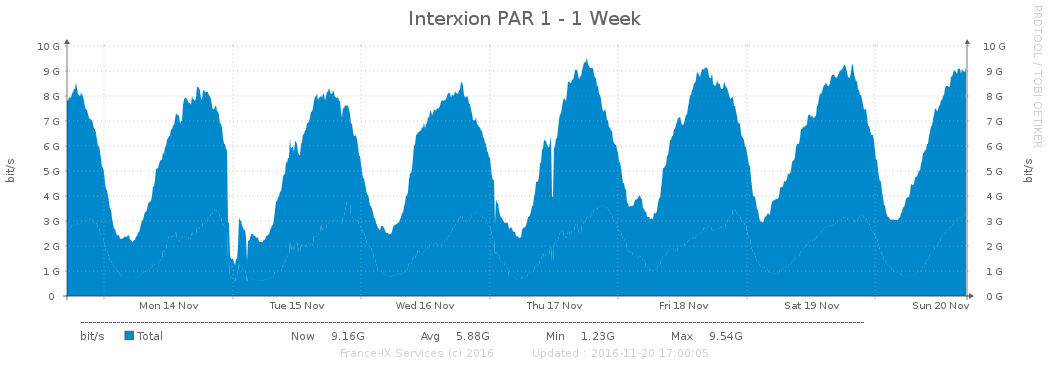 Interxion PAR 1 - 1 Week
RRDTOOL / TOBI OETIKER
10 G 10 G
9 G 9 G
8 G 8 G
7 G 7 G
6 G 6 G
5 G 5 G
4 G 4 G
3 G 3 G
2 G 2 G
1 G 1 G
0 0 G
bit/s bit/s
Mon 14 Nov Tue 15 Nov Wed 16 Nov Thu 17 Nov Fri 18 Nov Sat 19 Nov Sun 20 Nov
bit/s Total Now 9.16G Avg 5.88G Min 1.23G Max 9.54G
France-IX Services (c) 2016 Updated : 2016-11-20 17:00:05